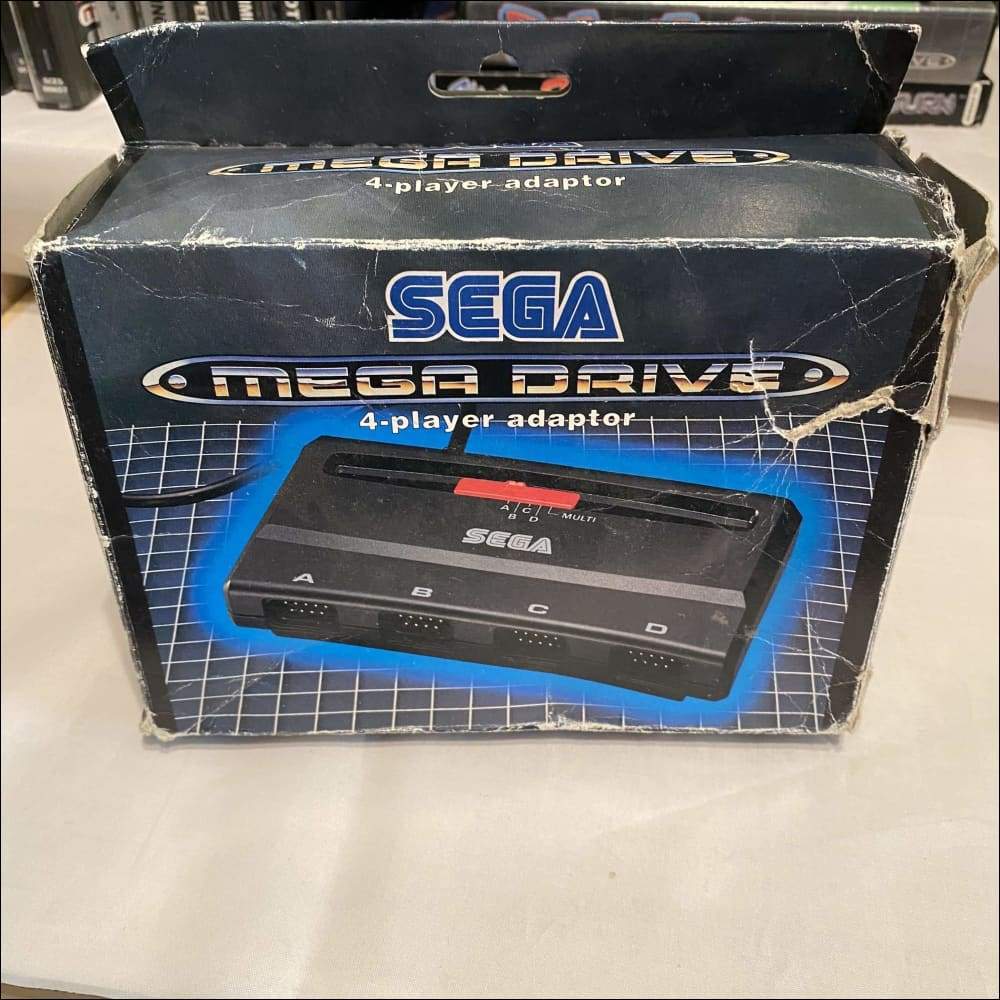 MEGA DRIVE
4-player adaptor
SEGA
MEGA DRIVE
4-player adaptor
A C MULTI
B D
SEGA
A B C D